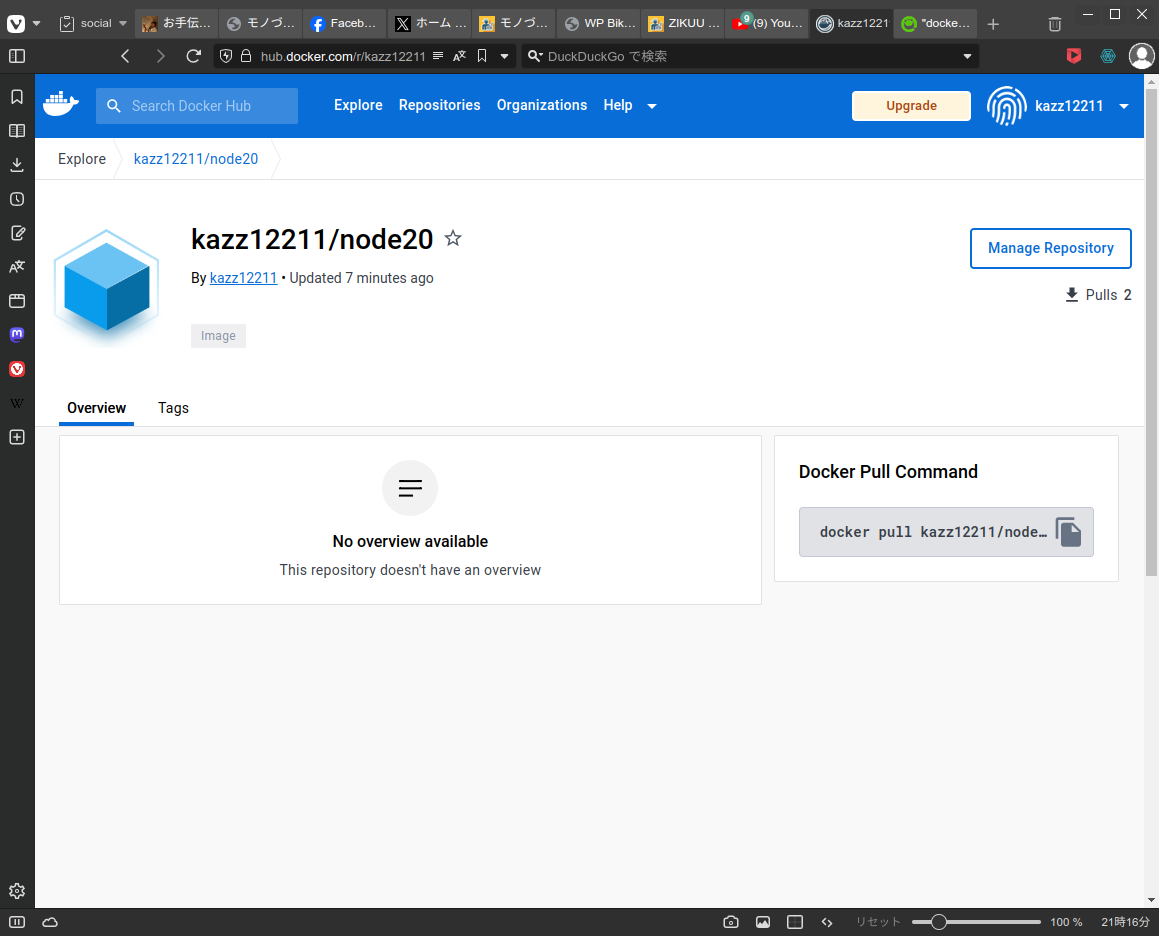 social
お手伝…
モノづ…
Faceb…
ホーム …
モノづ…
WP Bik…
ZIKUU …
9
(9) You…
kazz1221
"docke…
hub.docker.com/r/kazz12211
DuckDuckGo で検索
Search Docker Hub
Explore
Repositories
Organizations
Help
Upgrade
kazz12211
Explore
kazz12211/node20
kazz12211/node20
By kazz12211 • Updated 7 minutes ago
Manage Repository
Pulls 2
Image
Overview
Tags
No overview available
This repository doesn't have an overview
Docker Pull Command
docker pull kazz12211/node…
リセット
100 %
21時16分